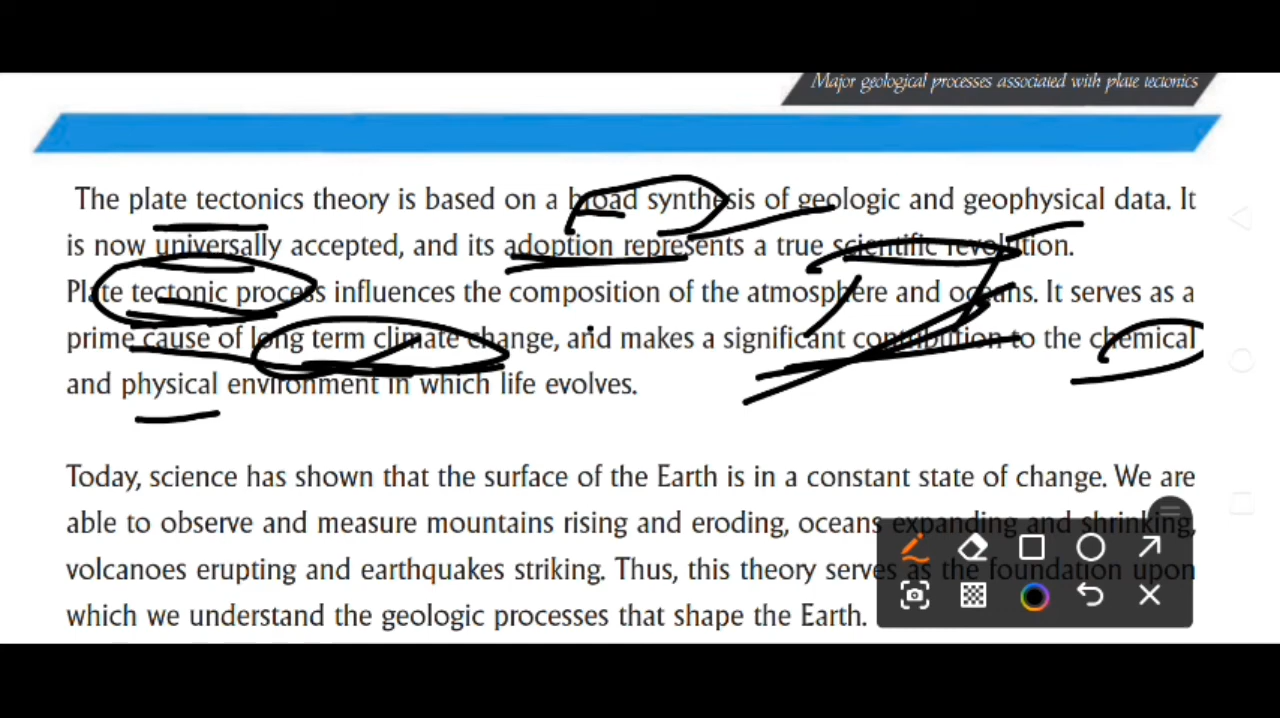 Major geological processes associated with plate tectonics
The plate tectonics theory is based on a broad synthesis of geologic and geophysical data. It
is now universally accepted, and its adoption represents a true scientific revolution.
Plate tectonic process influences the composition of the atmosphere and oceans. It serves as a
prime cause of long term climate change, and makes a significant contribution to the chemical
and physical environment in which life evolves.
Today, science has shown that the surface of the Earth is in a constant state of change. We are
able to observe and measure mountains rising and eroding, oceans expanding and shrinking,
volcanoes erupting and earthquakes striking. Thus, this theory serves as the foundation upon
which we understand the geologic processes that shape the Earth.